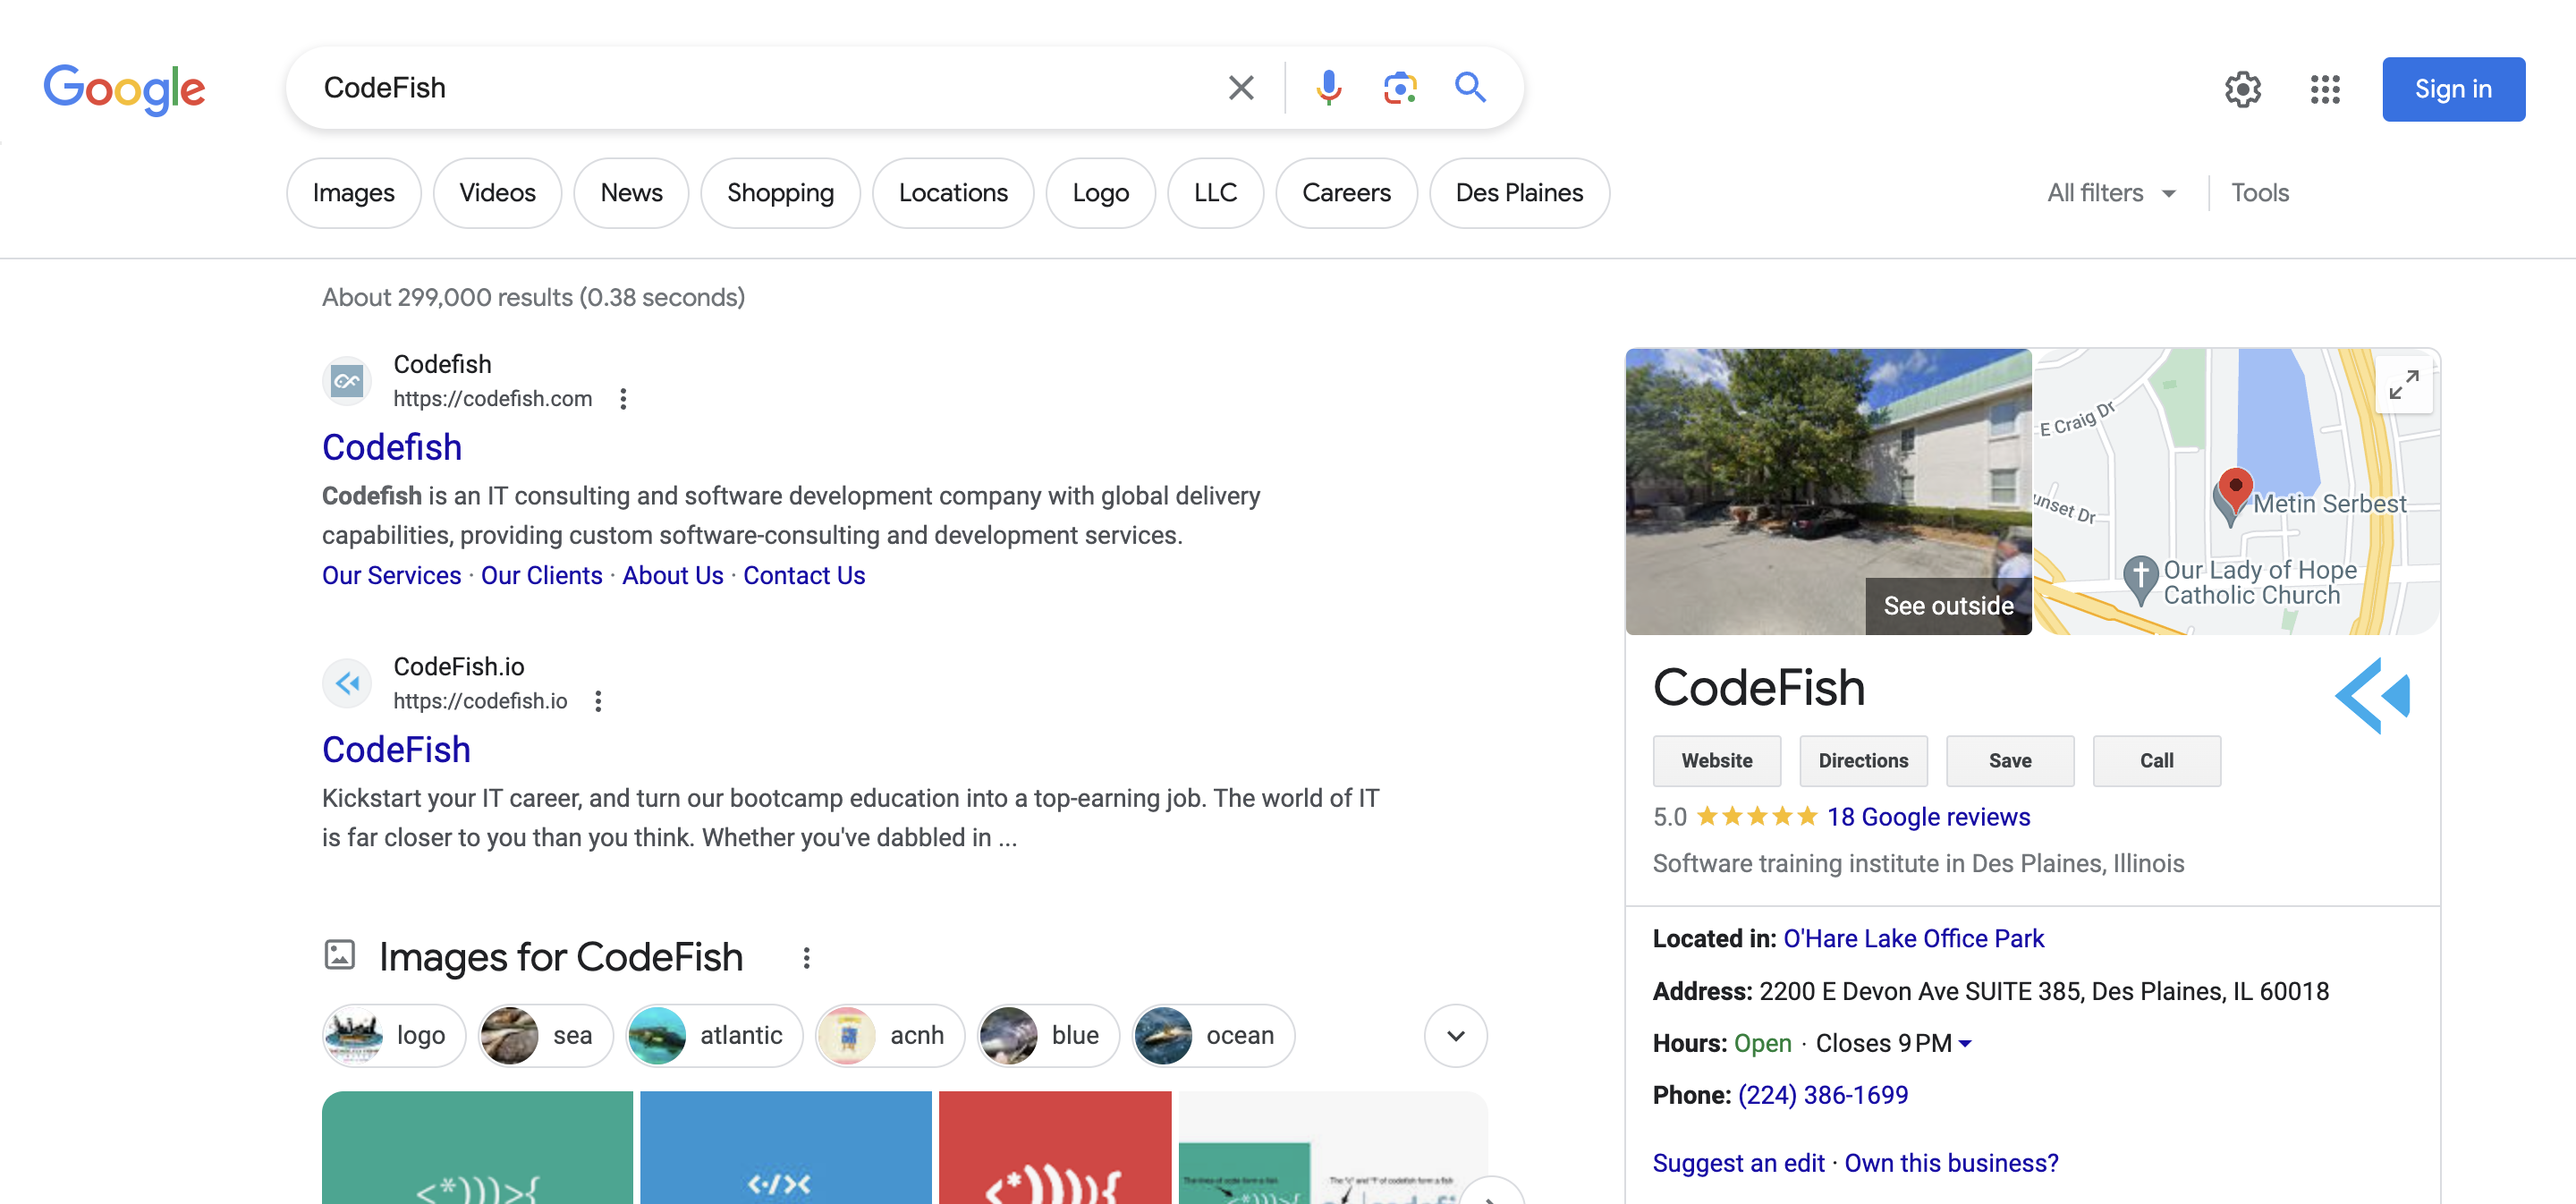 Google
CodeFish
Sign in
Images
Videos
News
Shopping
Locations
Logo
LLC
Careers
Des Plaines
All filters
Tools
About 299,000 results (0.38 seconds)
Codefish
https://codefish.com
Codefish
Codefish is an IT consulting and software development company with global delivery
capabilities, providing custom software-consulting and development services.
Our Services · Our Clients · About Us · Contact Us
CodeFish.io
https://codefish.io
CodeFish
Kickstart your IT career, and turn our bootcamp education into a top-earning job. The world of IT
is far closer to you than you think. Whether you've dabbled in ...
Images for CodeFish
logo
sea
atlantic
acnh
blue
ocean
<*)))>{
<·/><
<*)))){
See outside
E Craig Dr
unset Dr
Metin Serbest
Our Lady of Hope
Catholic Church
CodeFish
Website
Directions
Save
Call
5.0 ★★★★★ 18 Google reviews
Software training institute in Des Plaines, Illinois
Located in: O'Hare Lake Office Park
Address: 2200 E Devon Ave SUITE 385, Des Plaines, IL 60018
Hours: Open · Closes 9 PM
Phone: (224) 386-1699
Suggest an edit · Own this business?